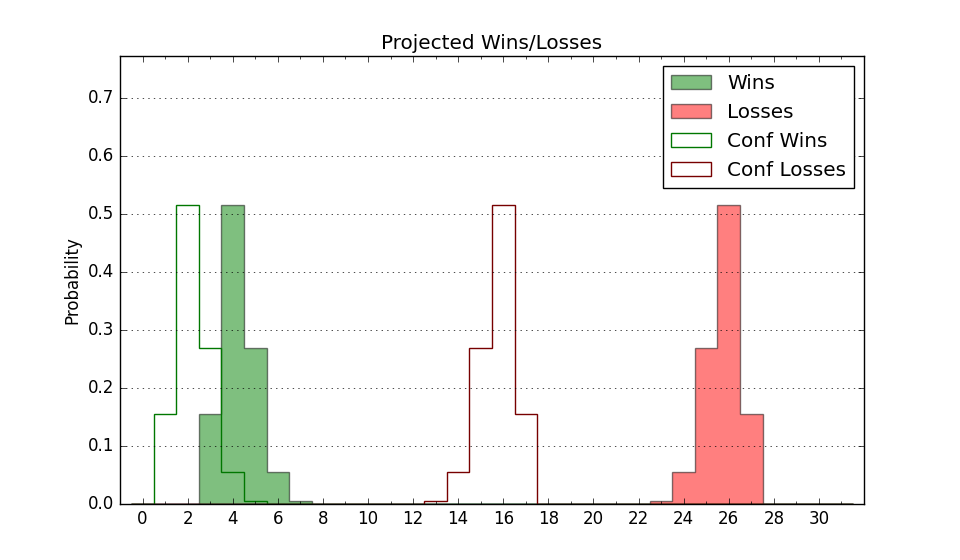 Projected Wins/Losses
Wins
Losses
Conf Wins
Conf Losses
Probability
0.7
0.6
0.5
0.4
0.3
0.2
0.1
0.0
0 2 4 6 8 10 12 14 16 18 20 22 24 26 28 30